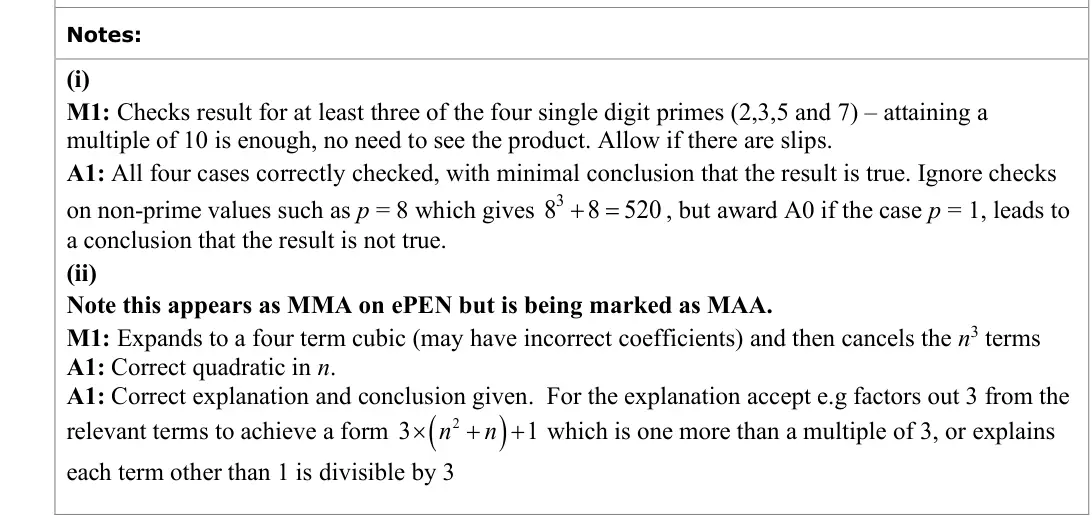 Notes:
(i)
M1: Checks result for at least three of the four single digit primes (2,3,5 and 7) – attaining a
multiple of 10 is enough, no need to see the product. Allow if there are slips.
A1: All four cases correctly checked, with minimal conclusion that the result is true. Ignore checks
on non-prime values such as p = 8 which gives 8³ + 8 = 520 , but award A0 if the case p = 1, leads to
a conclusion that the result is not true.
(ii)
Note this appears as MMA on ePEN but is being marked as MAA.
M1: Expands to a four term cubic (may have incorrect coefficients) and then cancels the n³ terms
A1: Correct quadratic in n.
A1: Correct explanation and conclusion given.  For the explanation accept e.g factors out 3 from the
relevant terms to achieve a form 3×(n² + n)+1 which is one more than a multiple of 3, or explains
each term other than 1 is divisible by 3